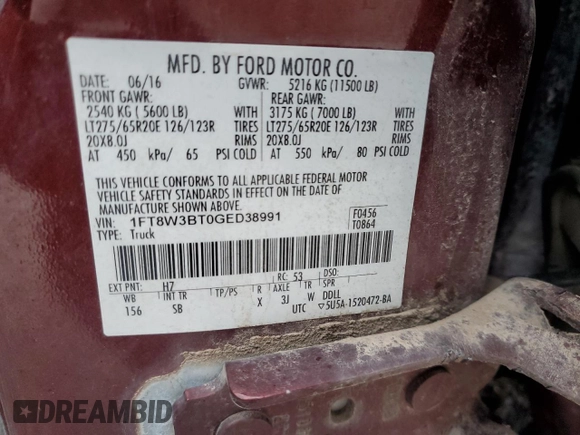 MFD. BY FORD MOTOR CO.
DATE: 06/16 GVWR: 5216 KG (11500 LB)
FRONT GAWR: REAR GAWR:
2540 KG ( 5600 LB) WITH 3175 KG ( 7000 LB) WITH
LT275/65R20E 126/123R TIRES LT275/65R20E 126/123R TIRES
20X8.0J RIMS 20X8.0J RIMS
AT 450 kPa/ 65 PSI COLD AT 550 kPa/ 80 PSI COLD
THIS VEHICLE CONFORMS TO ALL APPLICABLE FEDERAL MOTOR
VEHICLE SAFETY STANDARDS IN EFFECT ON THE DATE OF
MANUFACTURE SHOWN ABOVE.
VIN: 1FT8W3BT0GED38991 F0456
TYPE: Truck T0864
EXT PNT: H7 RC: 53 DSO:
WB INT TR TP/PS R AXLE TR SPR
156 SB X 3J W DDLL
UTC ▽5U5A-1520472-BA
DREAMBID